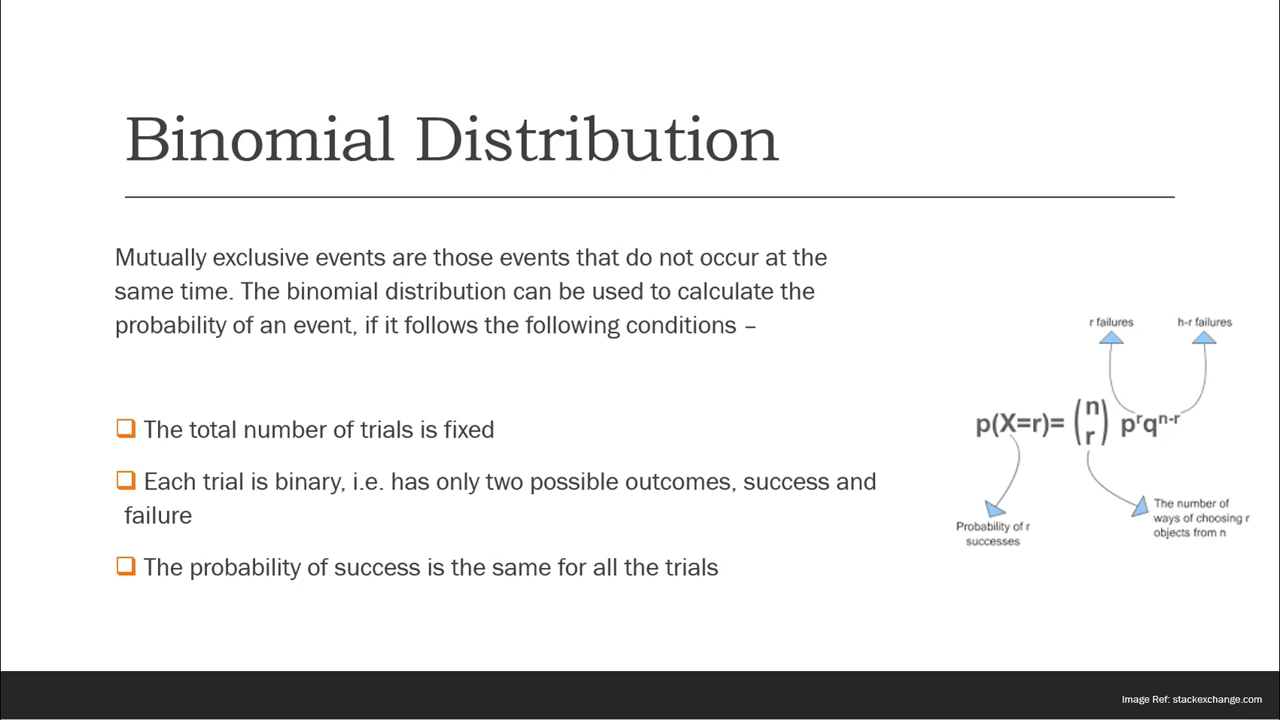 Binomial Distribution
Mutually exclusive events are those events that do not occur at the
same time. The binomial distribution can be used to calculate the
probability of an event, if it follows the following conditions –
❑ The total number of trials is fixed
❑ Each trial is binary, i.e. has only two possible outcomes, success and
failure
❑ The probability of success is the same for all the trials
r failures h-r failures
p(X=r)= (n r) pʳqⁿ⁻ʳ
Probability of r
successes
The number of
ways of choosing r
objects from n
Image Ref: stackexchange.com